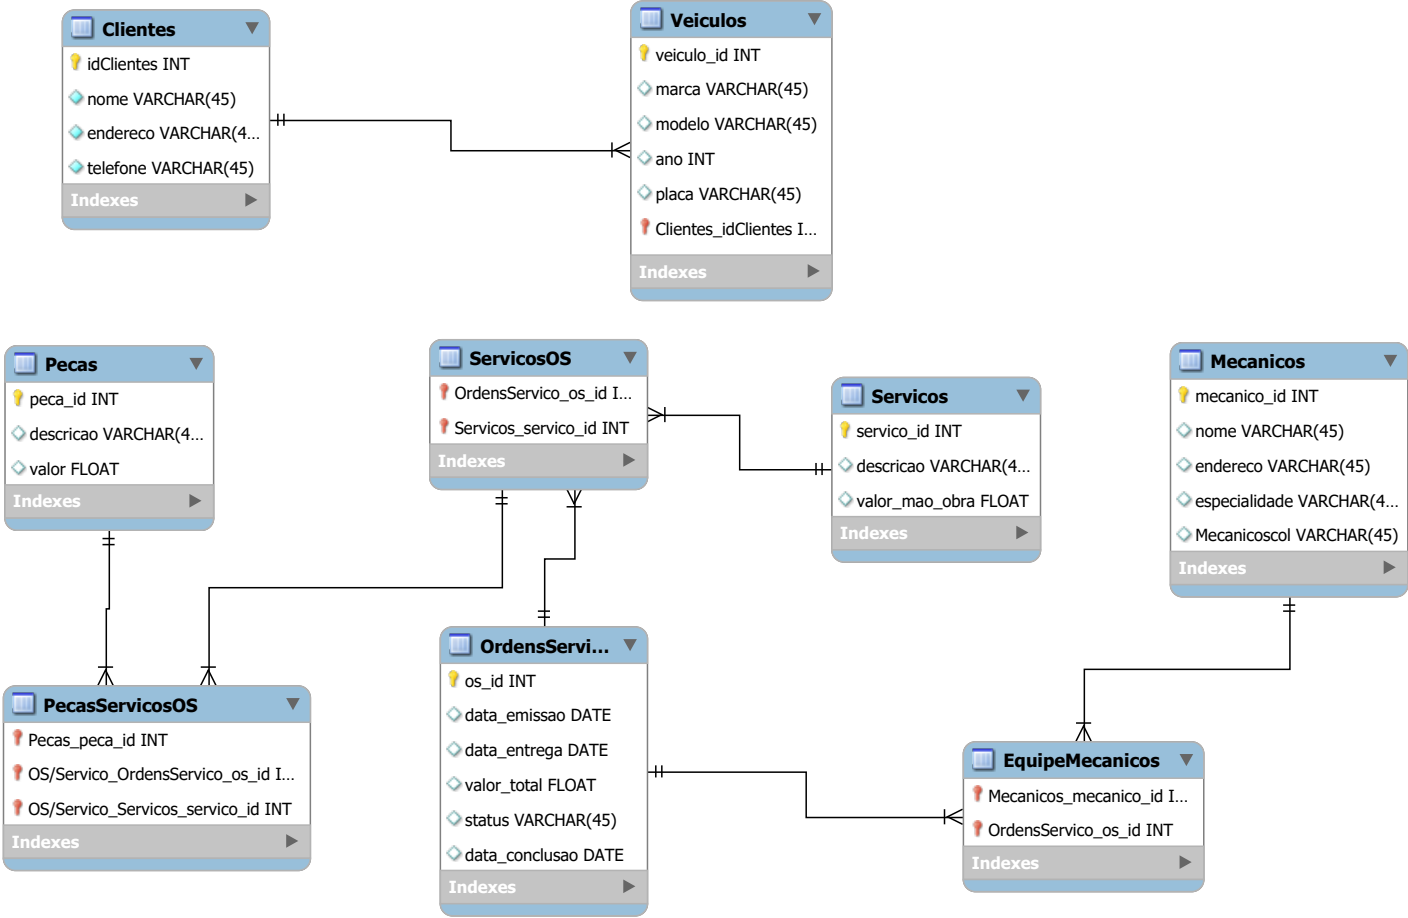 Clientes
idClientes INT
nome VARCHAR(45)
endereco VARCHAR(4...
telefone VARCHAR(45)
Indexes
Veiculos
veiculo_id INT
marca VARCHAR(45)
modelo VARCHAR(45)
ano INT
placa VARCHAR(45)
Clientes_idClientes I...
Indexes
Pecas
peca_id INT
descricao VARCHAR(4...
valor FLOAT
Indexes
ServicosOS
OrdensServico_os_id I...
Servicos_servico_id INT
Indexes
Servicos
servico_id INT
descricao VARCHAR(4...
valor_mao_obra FLOAT
Indexes
Mecanicos
mecanico_id INT
nome VARCHAR(45)
endereco VARCHAR(45)
especialidade VARCHAR(4...
Mecanicoscol VARCHAR(45)
Indexes
PecasServicosOS
Pecas_peca_id INT
OS/Servico_OrdensServico_os_id I...
OS/Servico_Servicos_servico_id INT
Indexes
OrdensServi...
os_id INT
data_emissao DATE
data_entrega DATE
valor_total FLOAT
status VARCHAR(45)
data_conclusao DATE
Indexes
EquipeMecanicos
Mecanicos_mecanico_id I...
OrdensServico_os_id INT
Indexes